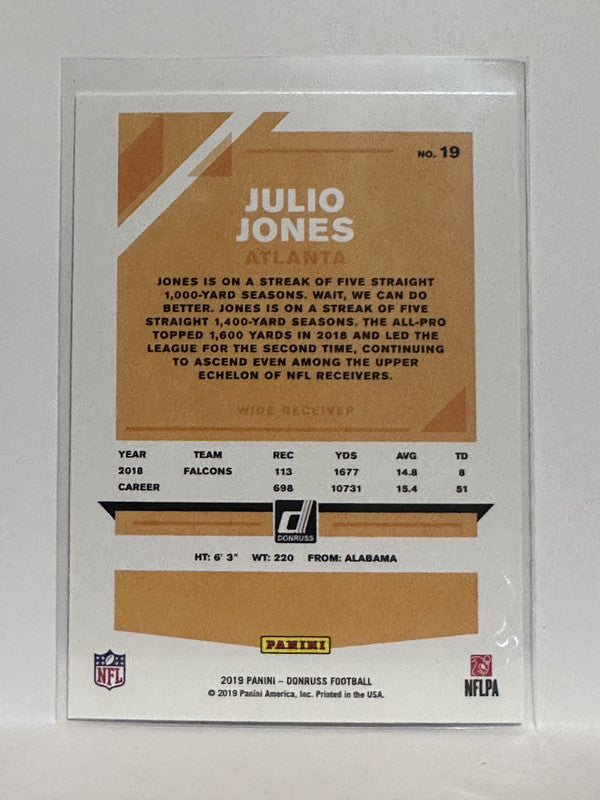 NO. 19
JULIO
JONES
ATLANTA
JONES IS ON A STREAK OF FIVE STRAIGHT
1,000-YARD SEASONS. WAIT, WE CAN DO
BETTER. JONES IS ON A STREAK OF FIVE
STRAIGHT 1,400-YARD SEASONS. THE ALL-PRO
TOPPED 1,600 YARDS IN 2018 AND LED THE
LEAGUE FOR THE SECOND TIME, CONTINUING
TO ASCEND EVEN AMONG THE UPPER
ECHELON OF NFL RECEIVERS.
WIDE RECEIVER
YEAR TEAM REC YDS AVG TD
2018 FALCONS 113 1677 14.8 8
CAREER 698 10731 15.4 51
d
DONRUSS
HT: 6' 3" WT: 220 FROM: ALABAMA
PANINI
NFL
2019 PANINI – DONRUSS FOOTBALL
© 2019 Panini America, Inc. Printed in the USA.
NFLPA